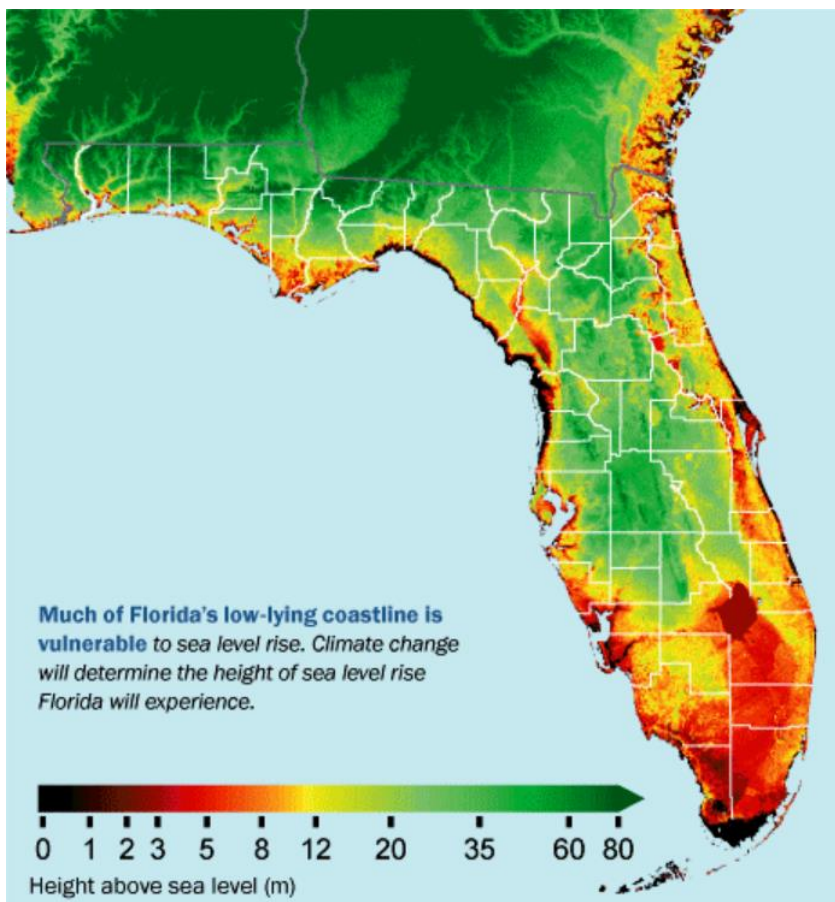 Much of Florida's low-lying coastline is
vulnerable to sea level rise. Climate change
will determine the height of sea level rise
Florida will experience.
0 1 2 3 5 8 12 20 35 60 80
Height above sea level (m)